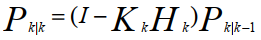 P_{k|k} = (I - K_k H_k) P_{k|k-1}